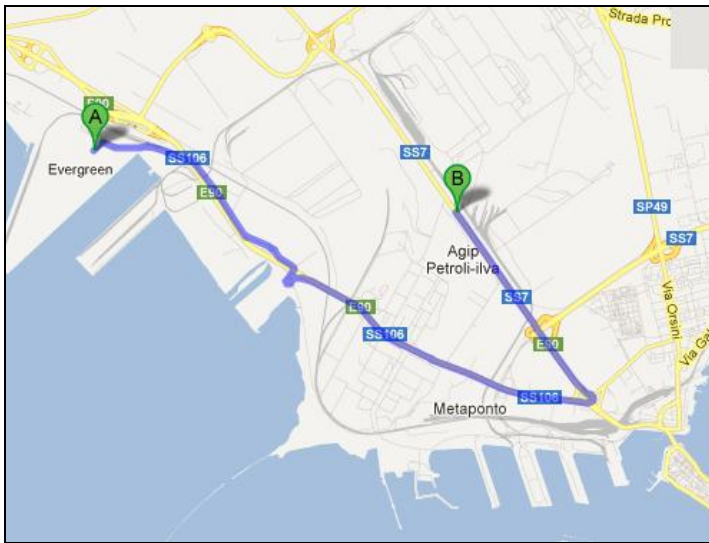 Strada Pro
E90
A
SS106
Evergreen
E90
SS7
B
SP49
SS7
Agip
Petroli-ilva
SS7
Via Orsini
E90
SS106
E90
Via Ga
SS106
Metaponto